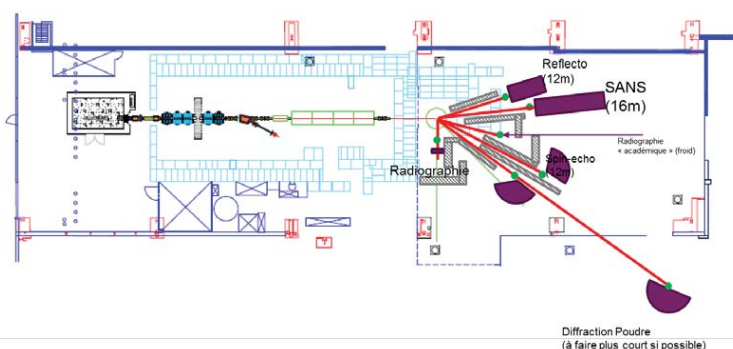 Reflecto
(12m)
SANS
(16m)
Radiographie
« académique » (froid)
Radiographie
Spin-echo
(12m)
Diffraction Poudre
(à faire plus court si possible)